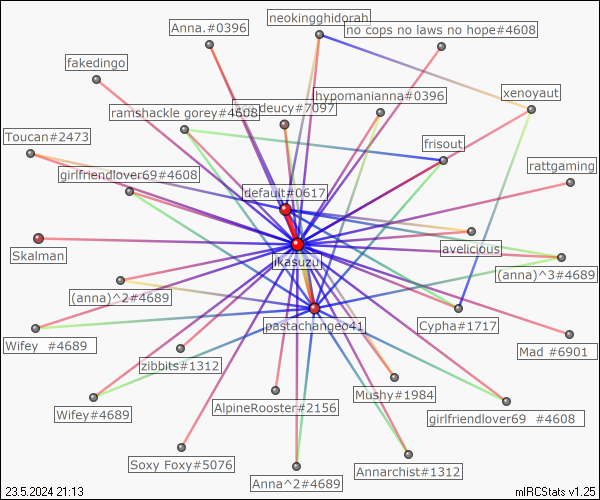 neokingghidorah
Anna.#0396
no cops no laws no hope#4608
fakedingo
xenoyaut
hypomanianna#0396
deucy#7097
ramshackle gorey#4608
Toucan#2473
frisout
girlfriendlover69#4608
rattgaming
default#0617
Skalman
avelicious
ikasuzu
(anna)^3#4689
(anna)^2#4689
pastachangeo41
Cypha#1717
Wifey #4689
zibbits#1312
Mad #6901
Mushy#1984
Wifey#4689
AlpineRooster#2156
girlfriendlover69 #4608
Soxy Foxy#5076
Annarchist#1312
Anna^2#4689
23.5.2024 21:13
mIRCStats v1.25